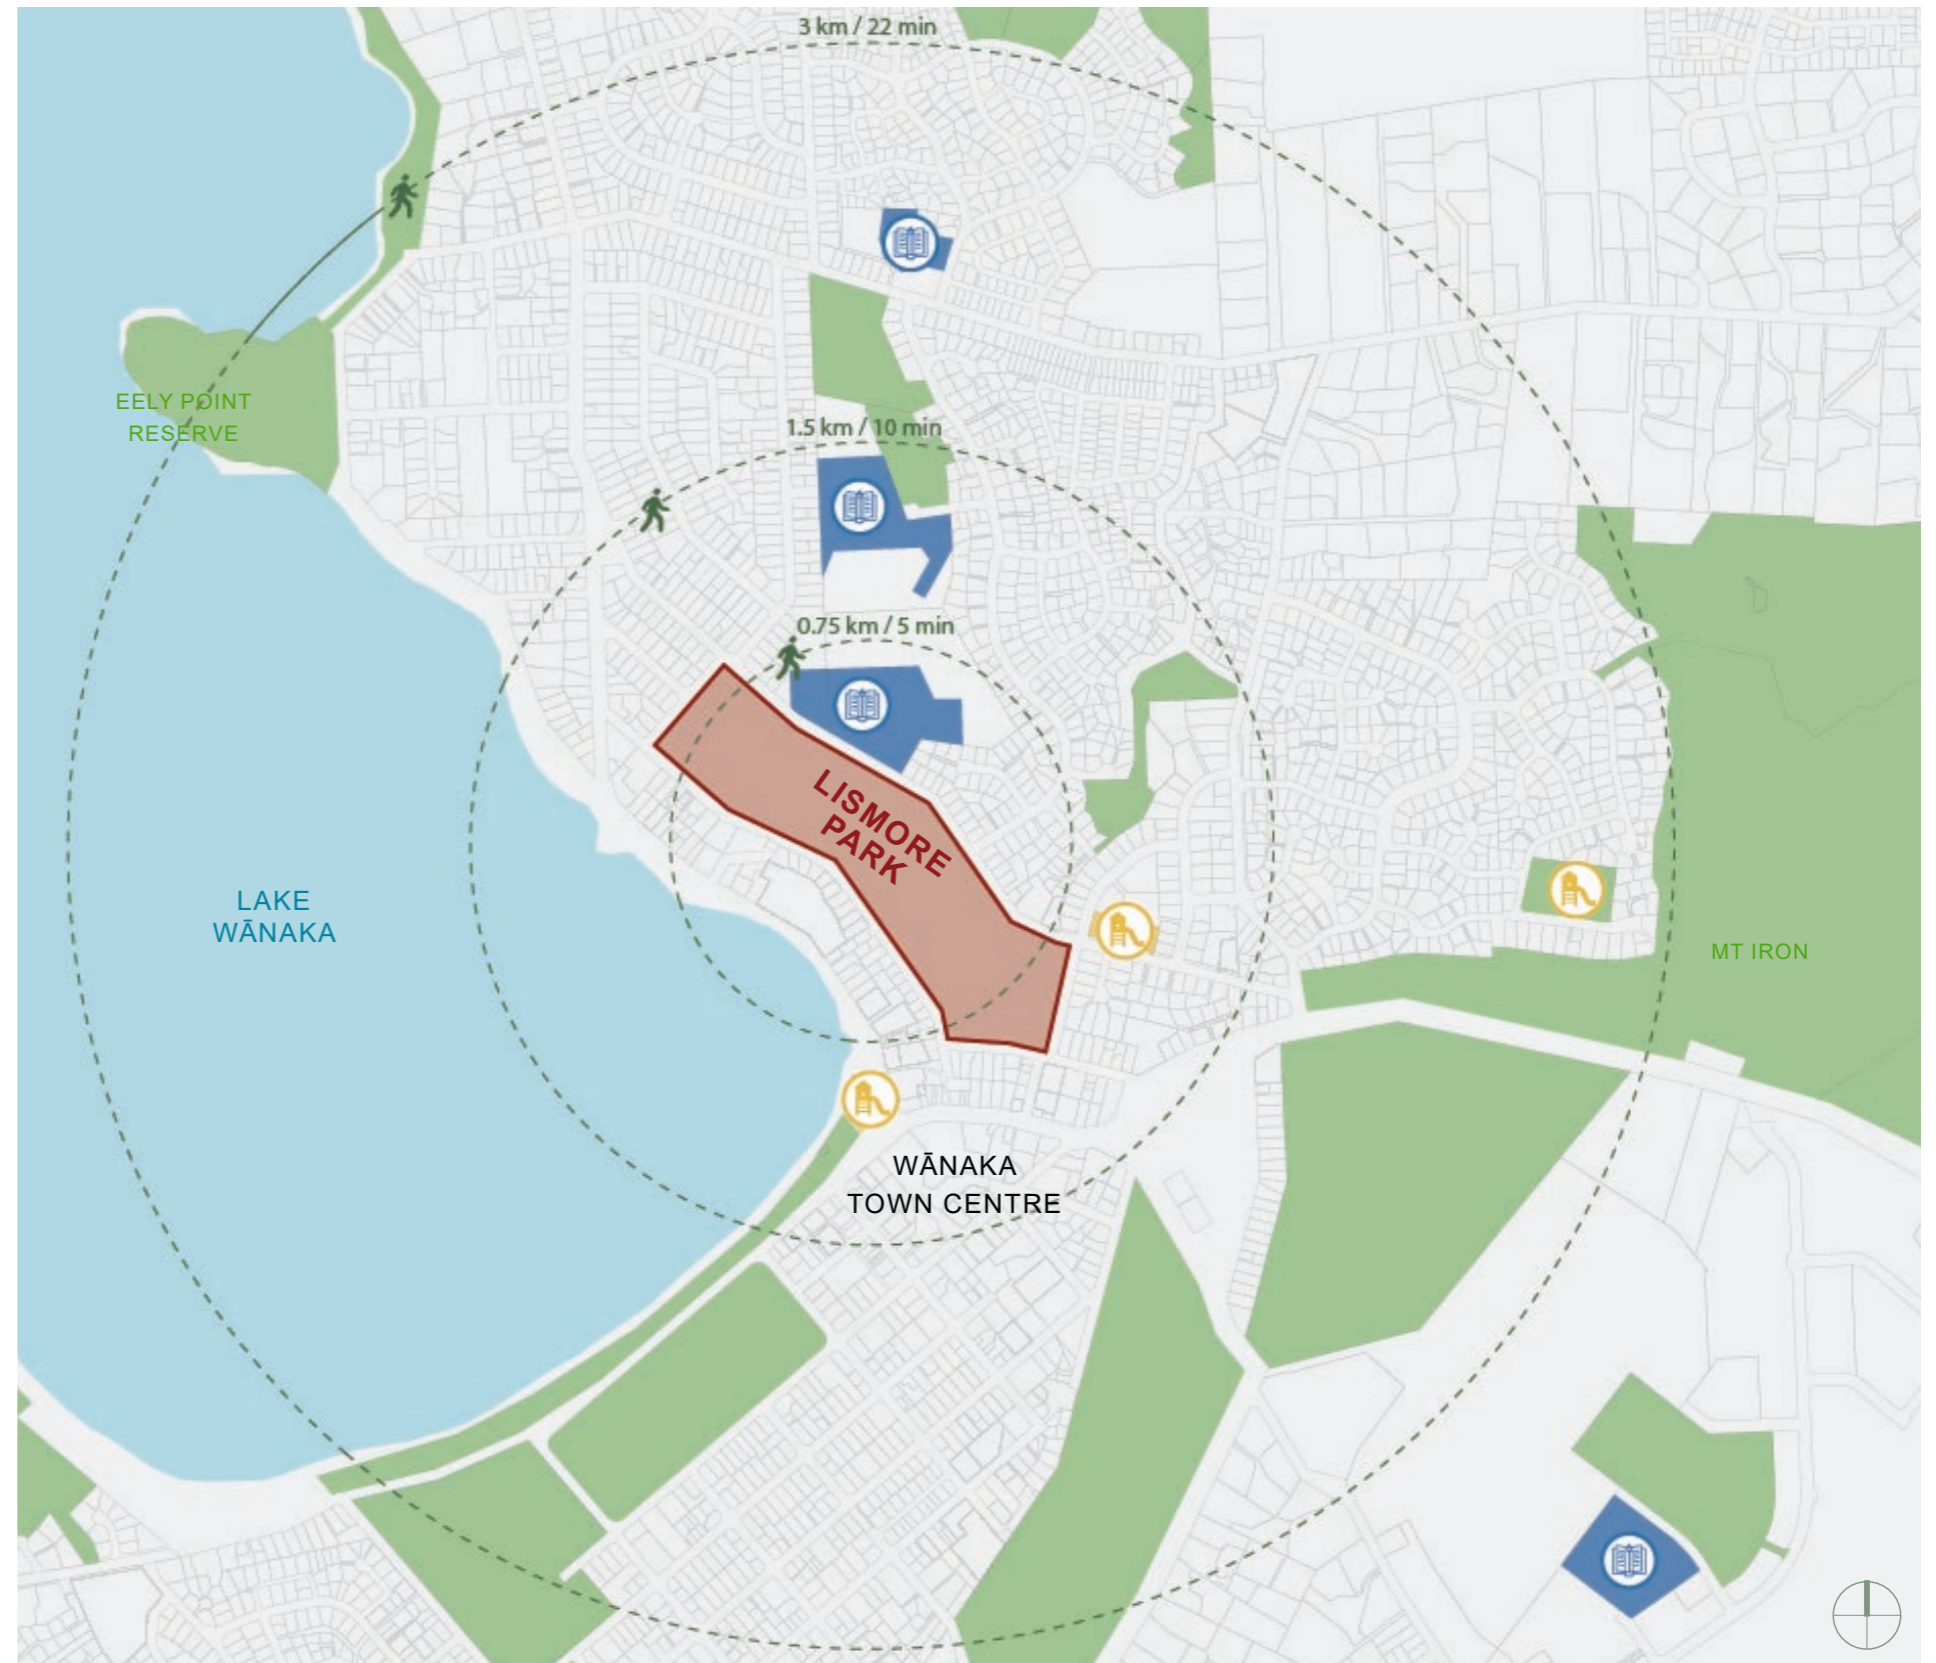 3 km / 22 min
EELY POINT
RESERVE
1.5 km / 10 min
0.75 km / 5 min
LISMORE
PARK
LAKE
WĀNAKA
MT IRON
WĀNAKA
TOWN CENTRE